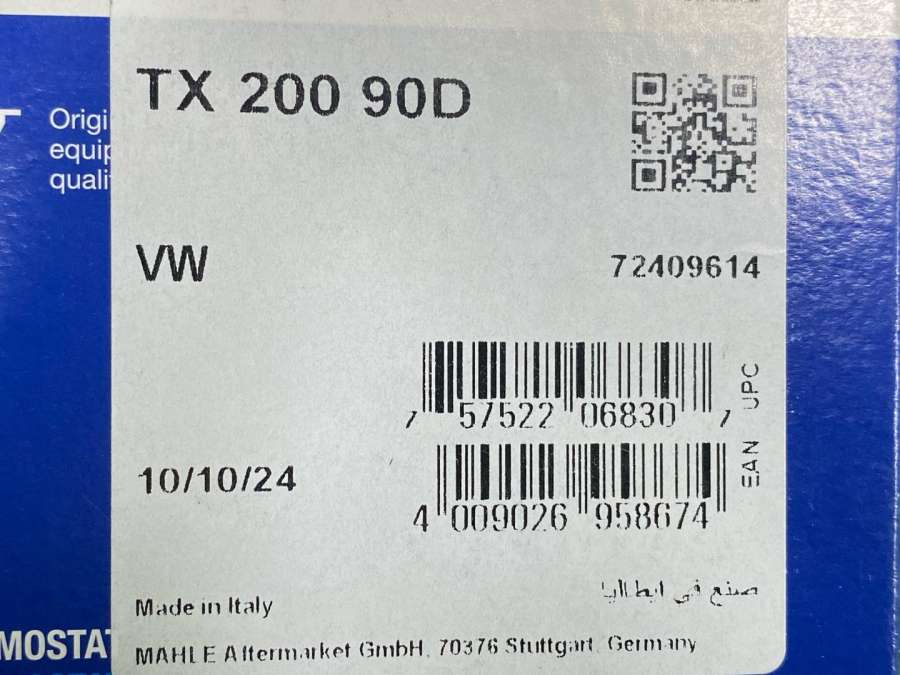 TX 200 90D
Origi
equip
quali
VW
72409614
7 57522 06830 7
UPC
10/10/24
4 009026 958674
EAN
صنع في ايطاليا
Made in Italy
MOSTAT
MAHLE Aftermarket GmbH, 70376 Stuttgart, Germany